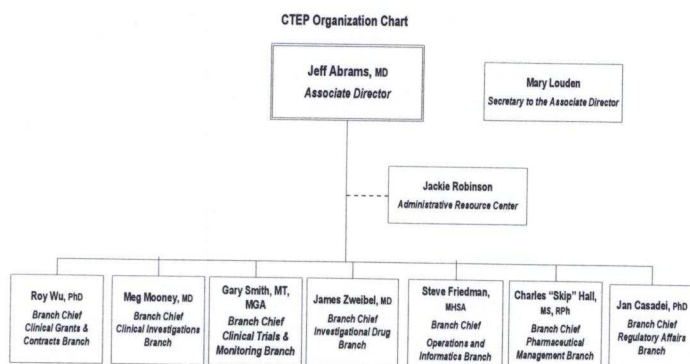 CTEP Organization Chart
Jeff Abrams, MD
Associate Director
Mary Louden
Secretary to the Associate Director
Jackie Robinson
Administrative Resource Center
Roy Wu, PhD
Branch Chief
Clinical Grants &
Contracts Branch
Meg Mooney, MD
Branch Chief
Clinical Investigations
Branch
Gary Smith, MT,
MGA
Branch Chief
Clinical Trials &
Monitoring Branch
James Zweibel, MD
Branch Chief
Investigational Drug
Branch
Steve Friedman,
MHSA
Branch Chief
Operations and
Informatics Branch
Charles "Skip" Hall,
MS, RPh
Branch Chief
Pharmaceutical
Management Branch
Jan Casadei, PhD
Branch Chief
Regulatory Affairs
Branch